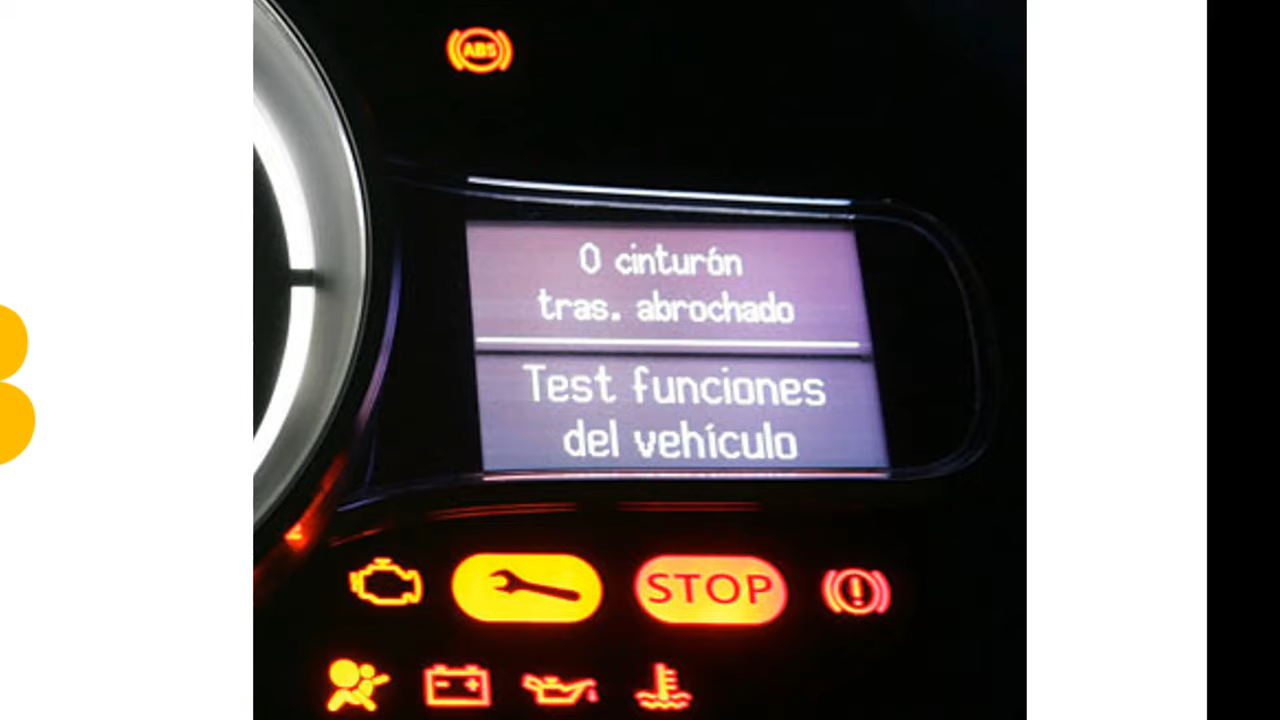 ABS
0 cinturón
tras. abrochado
Test funciones
del vehículo
STOP